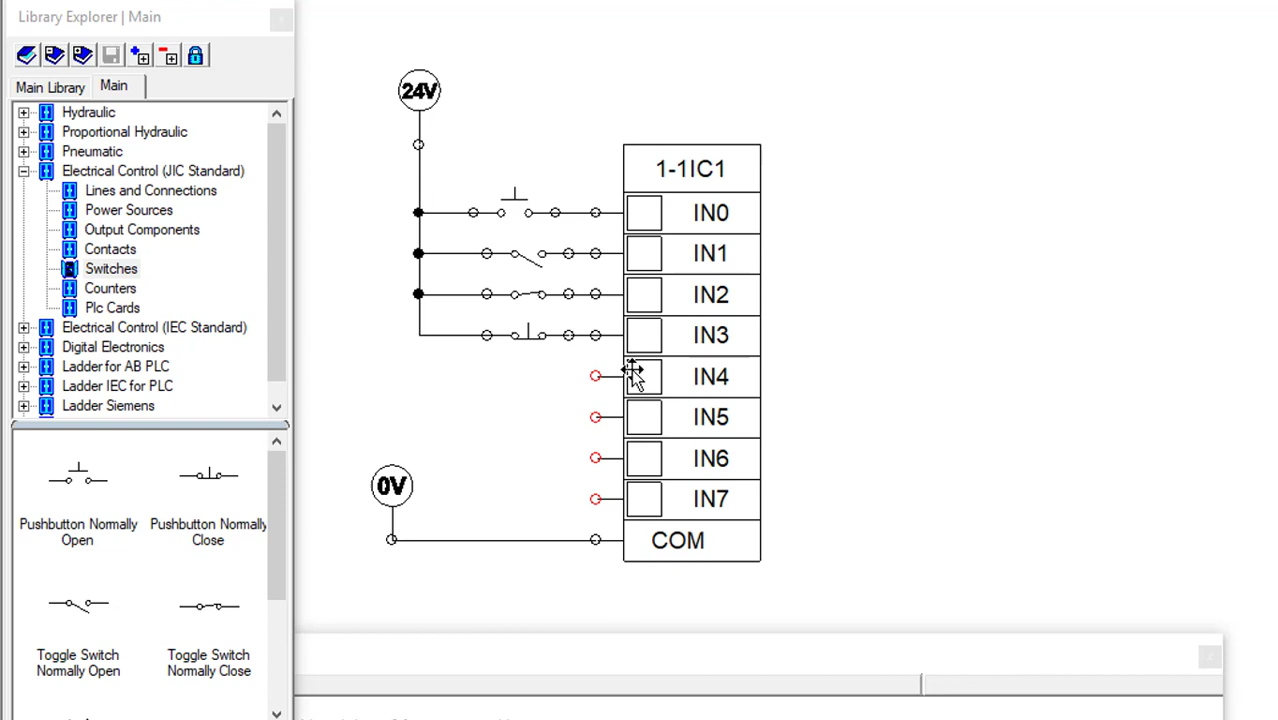 Library Explorer | Main
Main Library
Main
Hydraulic
Proportional Hydraulic
Pneumatic
Electrical Control (JIC Standard)
Lines and Connections
Power Sources
Output Components
Contacts
Switches
Counters
Plc Cards
Electrical Control (IEC Standard)
Digital Electronics
Ladder for AB PLC
Ladder IEC for PLC
Ladder Siemens
Pushbutton Normally
Open
Pushbutton Normally
Close
Toggle Switch
Normally Open
Toggle Switch
Normally Close
24V
1-1IC1
IN0
IN1
IN2
IN3
IN4
IN5
IN6
IN7
0V
COM